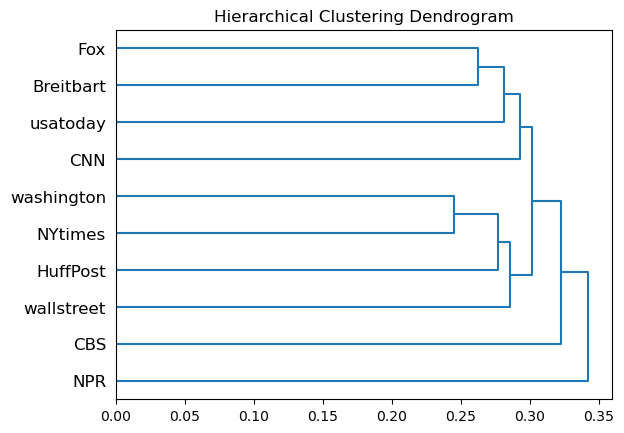 Hierarchical Clustering Dendrogram
Fox
Breitbart
usatoday
CNN
washington
NYtimes
HuffPost
wallstreet
CBS
NPR
0.00 0.05 0.10 0.15 0.20 0.25 0.30 0.35